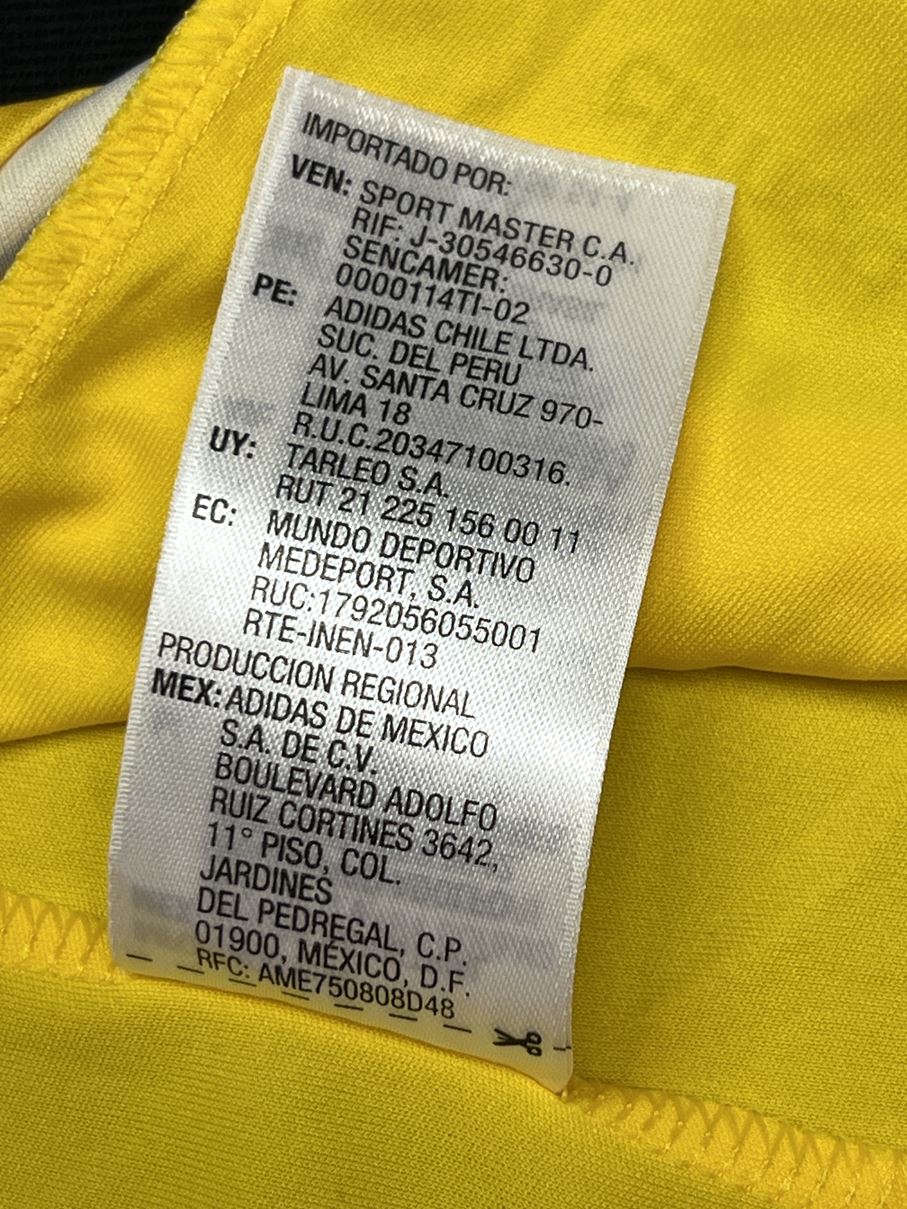 IMPORTADO POR:
VEN: SPORT MASTER C.A.
RIF: J-30546630-0
SENCAMER:
0000114TI-02
PE: ADIDAS CHILE LTDA.
SUC. DEL PERU
AV. SANTA CRUZ 970-
LIMA 18
R.U.C.20347100316.
UY: TARLEO S.A.
RUT 21 225 156 00 11
EC: MUNDO DEPORTIVO
MEDEPORT, S.A.
RUC:1792056055001
RTE-INEN-013
PRODUCCION REGIONAL
MEX: ADIDAS DE MEXICO
S.A. DE C.V.
BOULEVARD ADOLFO
RUIZ CORTINES 3642,
11° PISO, COL.
JARDINES
DEL PEDREGAL, C.P.
01900, MÉXICO, D.F.
RFC: AME750808D48